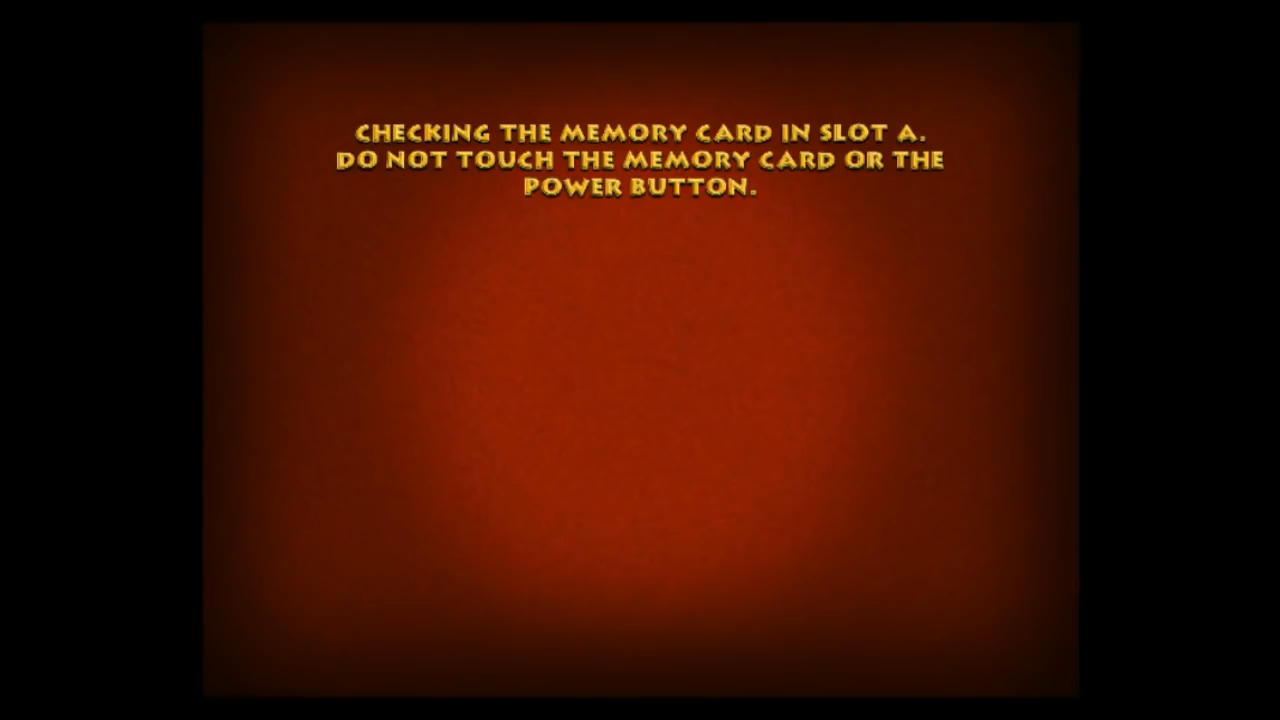 CHECKING THE MEMORY CARD IN SLOT A.
DO NOT TOUCH THE MEMORY CARD OR THE
POWER BUTTON.